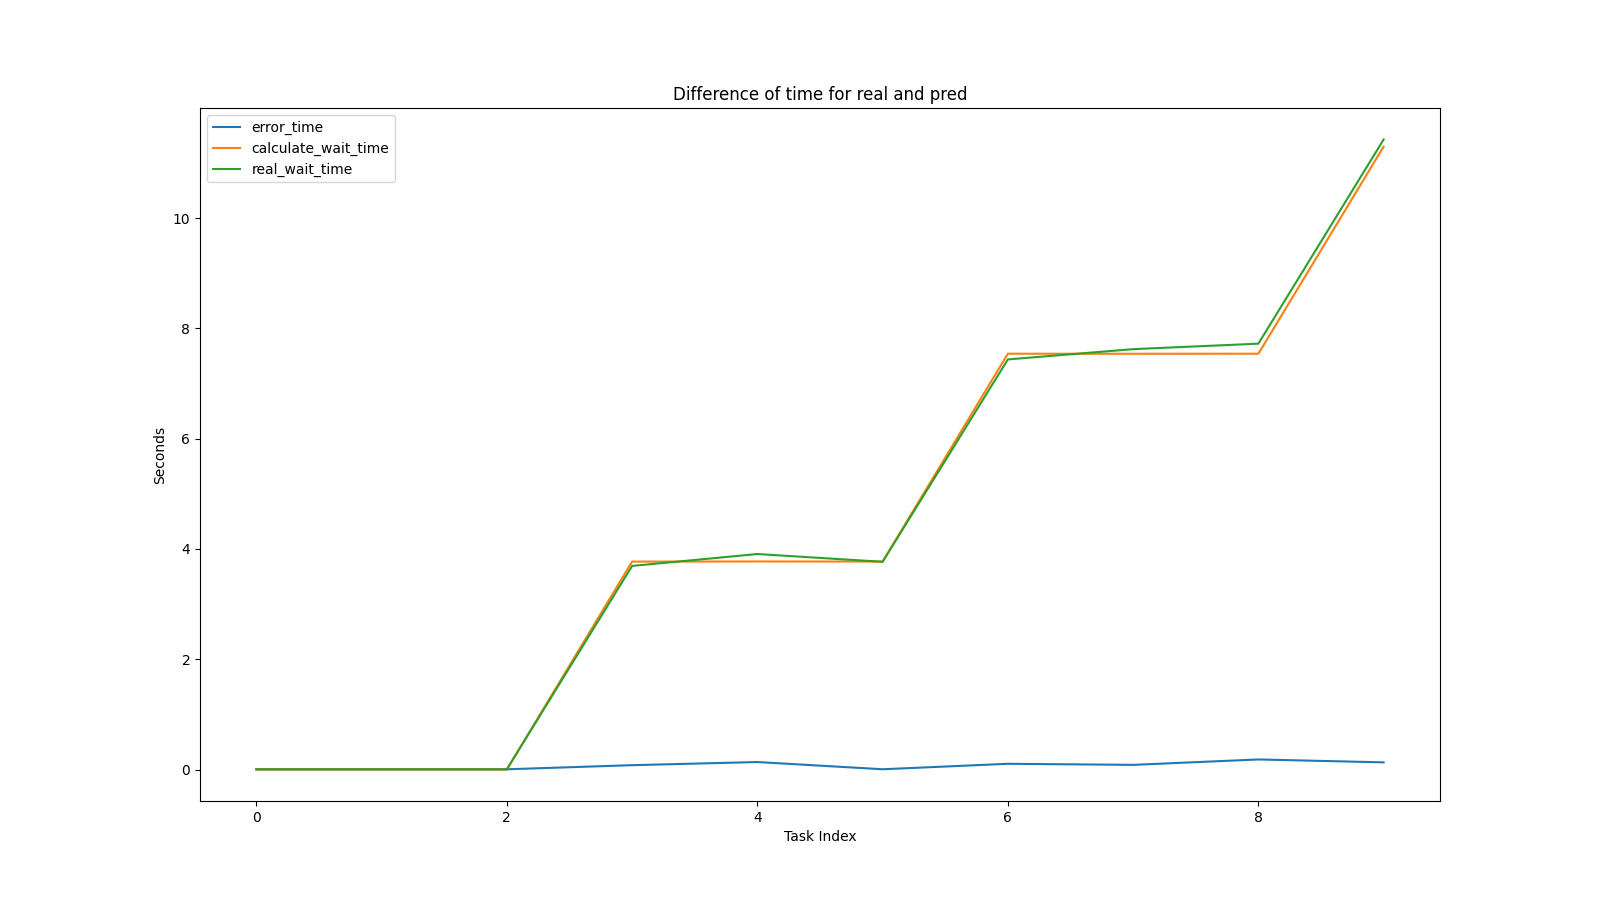 Difference of time for real and pred
error_time
calculate_wait_time
real_wait_time
10
8
6
4
2
0
Seconds
0 2 4 6 8
Task Index